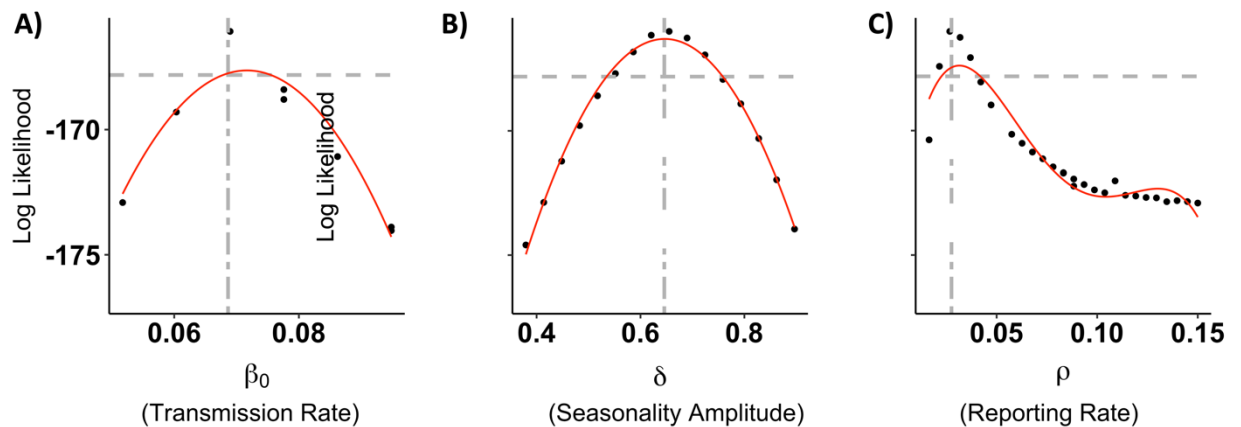 A)
Log Likelihood
-170
-175
0.06 0.08
β₀
(Transmission Rate)
B)
Log Likelihood
0.4 0.6 0.8
δ
(Seasonality Amplitude)
C)
0.05 0.10 0.15
ρ
(Reporting Rate)